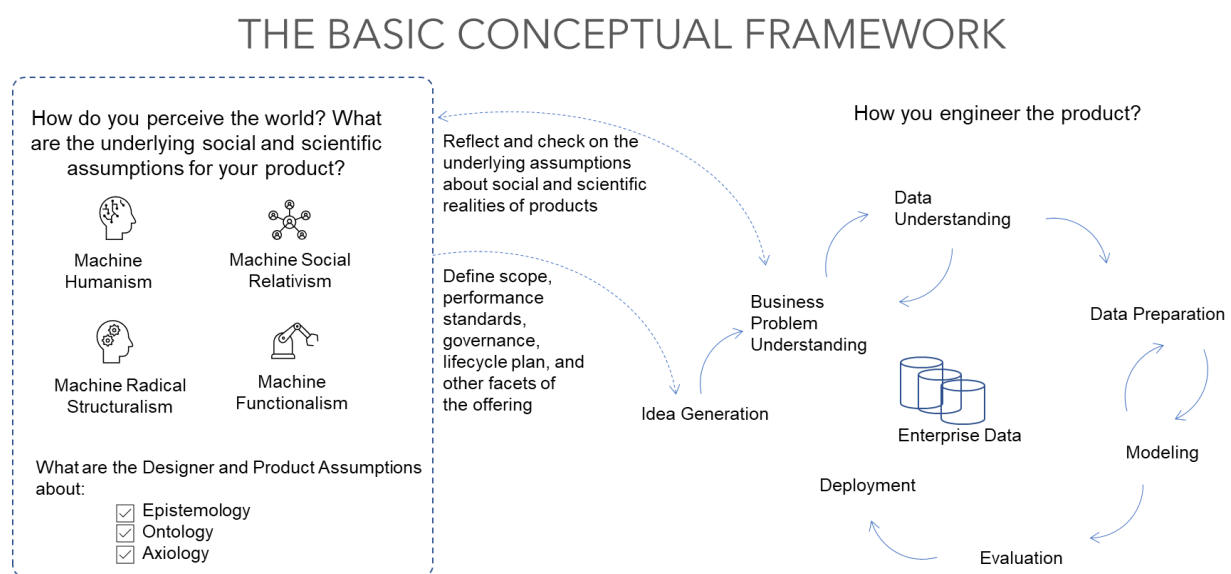 THE BASIC CONCEPTUAL FRAMEWORK
How do you perceive the world? What
are the underlying social and scientific
assumptions for your product?
Machine
Humanism
Machine Social
Relativism
Machine Radical
Structuralism
Machine
Functionalism
What are the Designer and Product Assumptions
about:
Epistemology
Ontology
Axiology
Reflect and check on the
underlying assumptions
about social and scientific
realities of products
Define scope,
performance
standards,
governance,
lifecycle plan, and
other facets of
the offering
How you engineer the product?
Idea Generation
Business
Problem
Understanding
Data
Understanding
Data Preparation
Modeling
Evaluation
Deployment
Enterprise Data